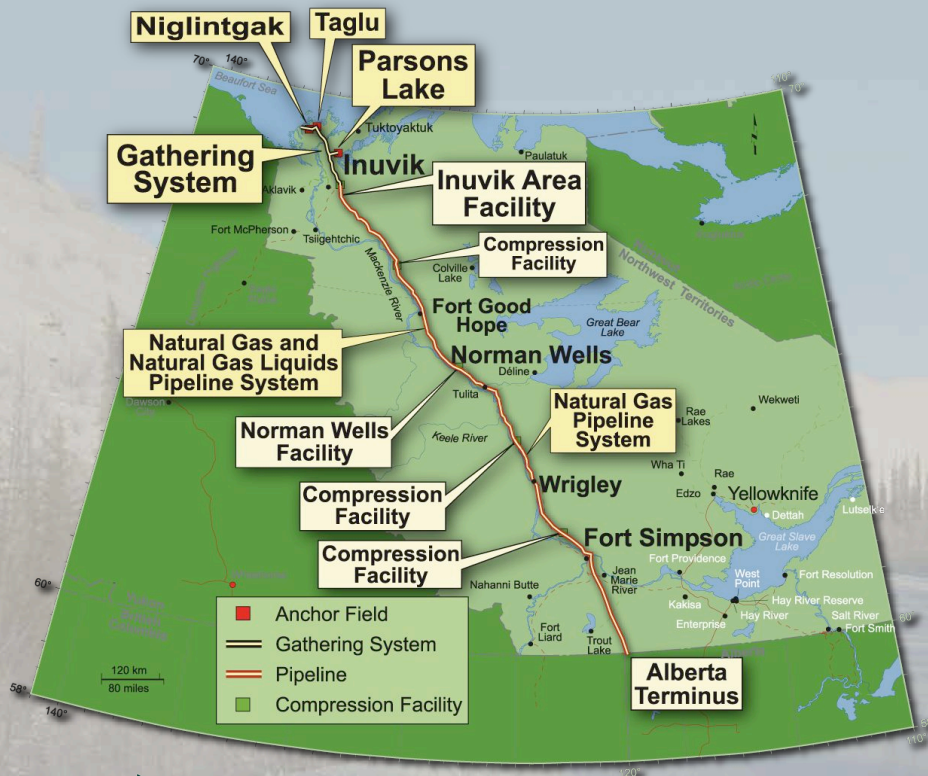 Niglintgak
Taglu
Parsons
Lake
70°
140°
Beaufort Sea
70°
Tuktoyaktuk
Gathering
System
Inuvik
Paulatuk
Inuvik Area
Facility
Aklavik
Fort McPherson
Tsiigehtchic
Compression
Facility
Mackenzie River
Colville
Lake
Northwest Territories
Fort Good
Hope
Great Bear
Lake
Natural Gas and
Natural Gas Liquids
Pipeline System
Norman Wells
Déline
Tulita
Dawson
Natural Gas
Pipeline
System
Wekweti
Rae
Lakes
Norman Wells
Facility
Keele River
Wha Ti
Rae
Edzo
Yellowknife
Compression
Facility
Wrigley
Dettah
Lutselk'e
Great Slave
Lake
Fort Simpson
Compression
Facility
Fort Providence
Jean
Marie
River
West
Point
Fort Resolution
Nahanni Butte
Kakisa
Hay River Reserve
Hay River
Enterprise
Salt River
Fort Smith
60°
60°
Fort
Liard
Trout
Lake
Alberta
Alberta
Terminus
Anchor Field
Gathering System
Pipeline
Compression Facility
120 km
80 miles
58°
140°
120°
110°